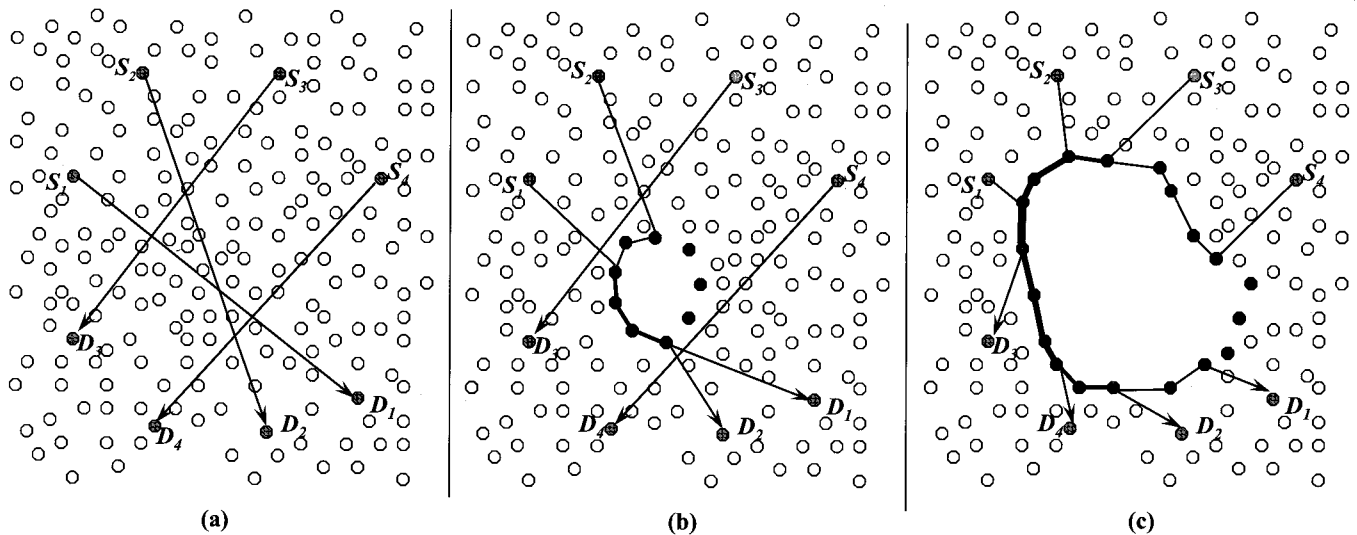 S2 S3 S2 S3 S2 S3
S1 S4 S1 S4 S1 S4
D3 D3 D3
D1 D1 D1
D4 D2 D4 D2 D4 D2
(a) (b) (c)